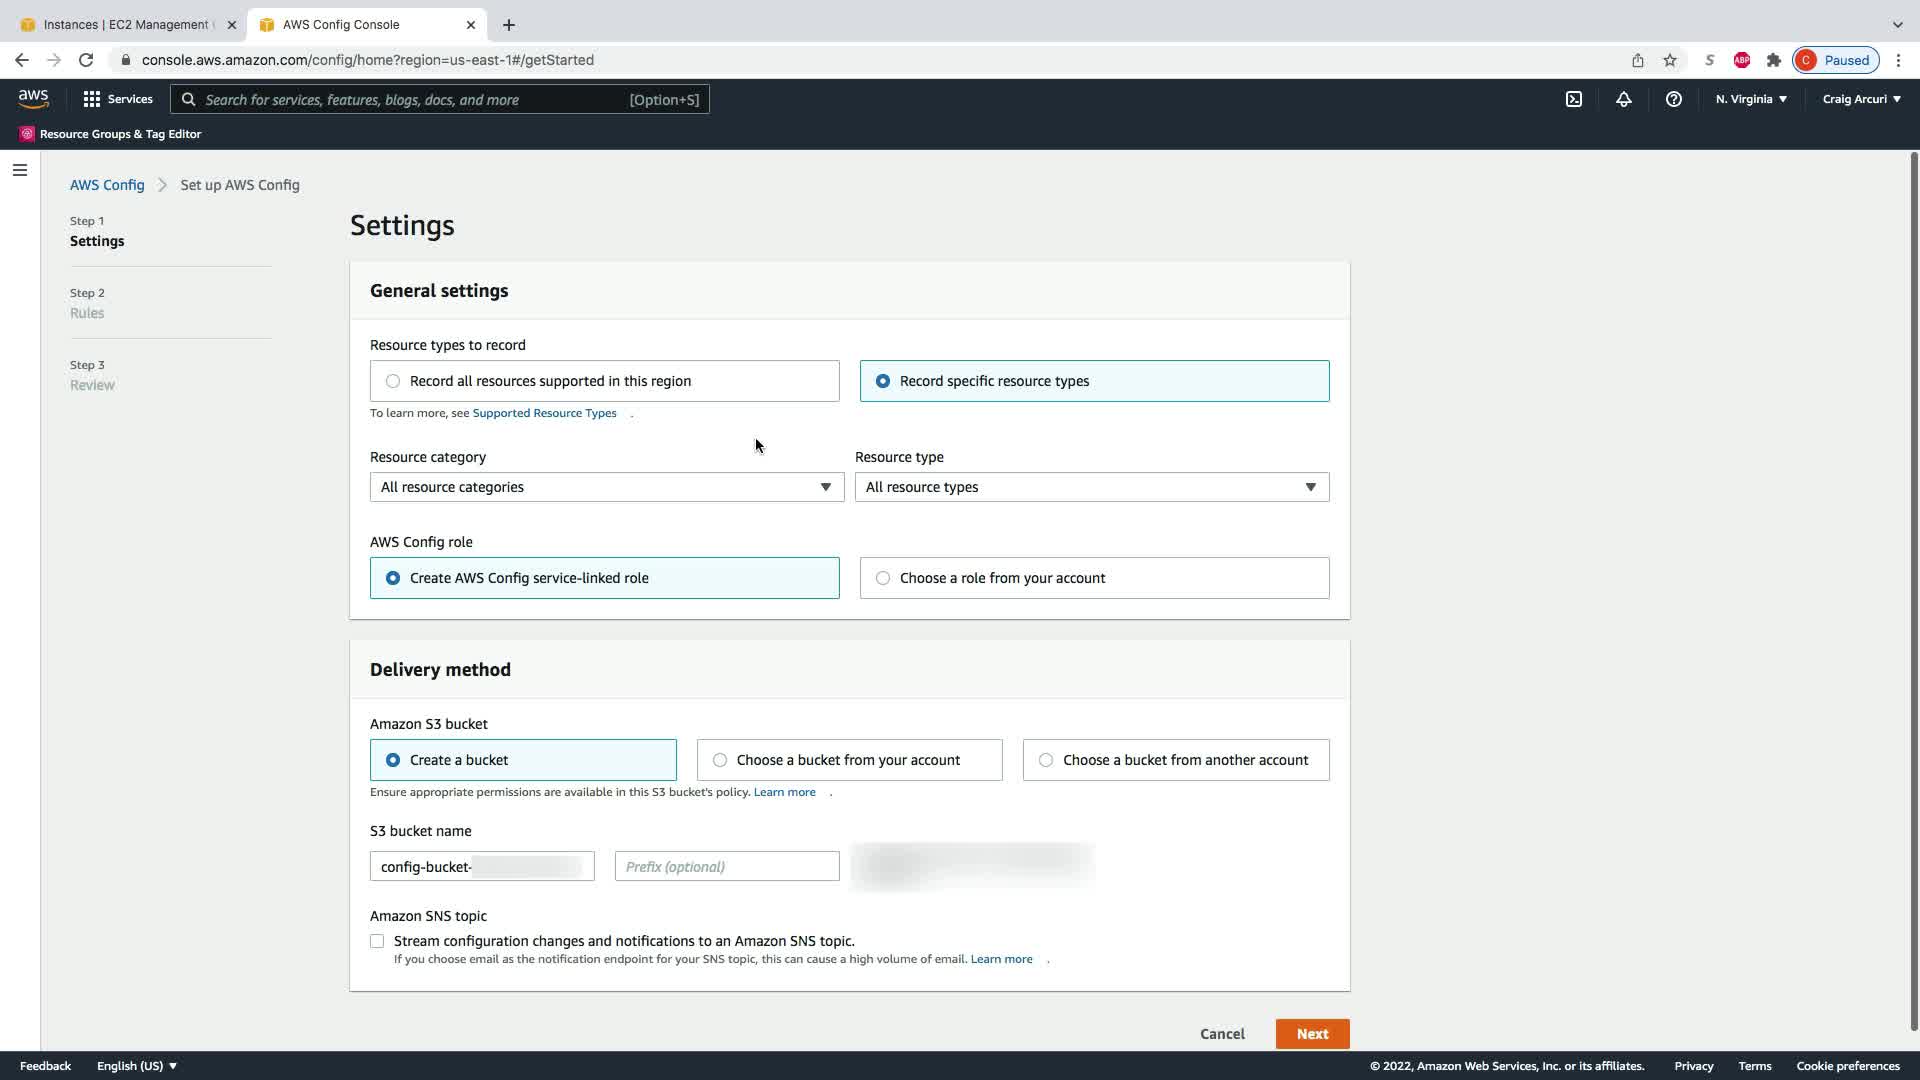 Instances | EC2 Management
AWS Config Console
console.aws.amazon.com/config/home?region=us-east-1#/getStarted
S
ABP
C
Paused
aws
Services
Search for services, features, blogs, docs, and more
[Option+S]
N. Virginia
Craig Arcuri
Resource Groups & Tag Editor
AWS Config
Set up AWS Config
Step 1
Settings
Step 2
Rules
Step 3
Review
Settings
General settings
Resource types to record
Record all resources supported in this region
Record specific resource types
To learn more, see Supported Resource Types .
Resource category
Resource type
All resource categories
All resource types
AWS Config role
Create AWS Config service-linked role
Choose a role from your account
Delivery method
Amazon S3 bucket
Create a bucket
Choose a bucket from your account
Choose a bucket from another account
Ensure appropriate permissions are available in this S3 bucket's policy. Learn more .
S3 bucket name
config-bucket-
Prefix (optional)
Amazon SNS topic
Stream configuration changes and notifications to an Amazon SNS topic.
If you choose email as the notification endpoint for your SNS topic, this can cause a high volume of email. Learn more .
Cancel
Next
Feedback
English (US)
© 2022, Amazon Web Services, Inc. or its affiliates.
Privacy
Terms
Cookie preferences